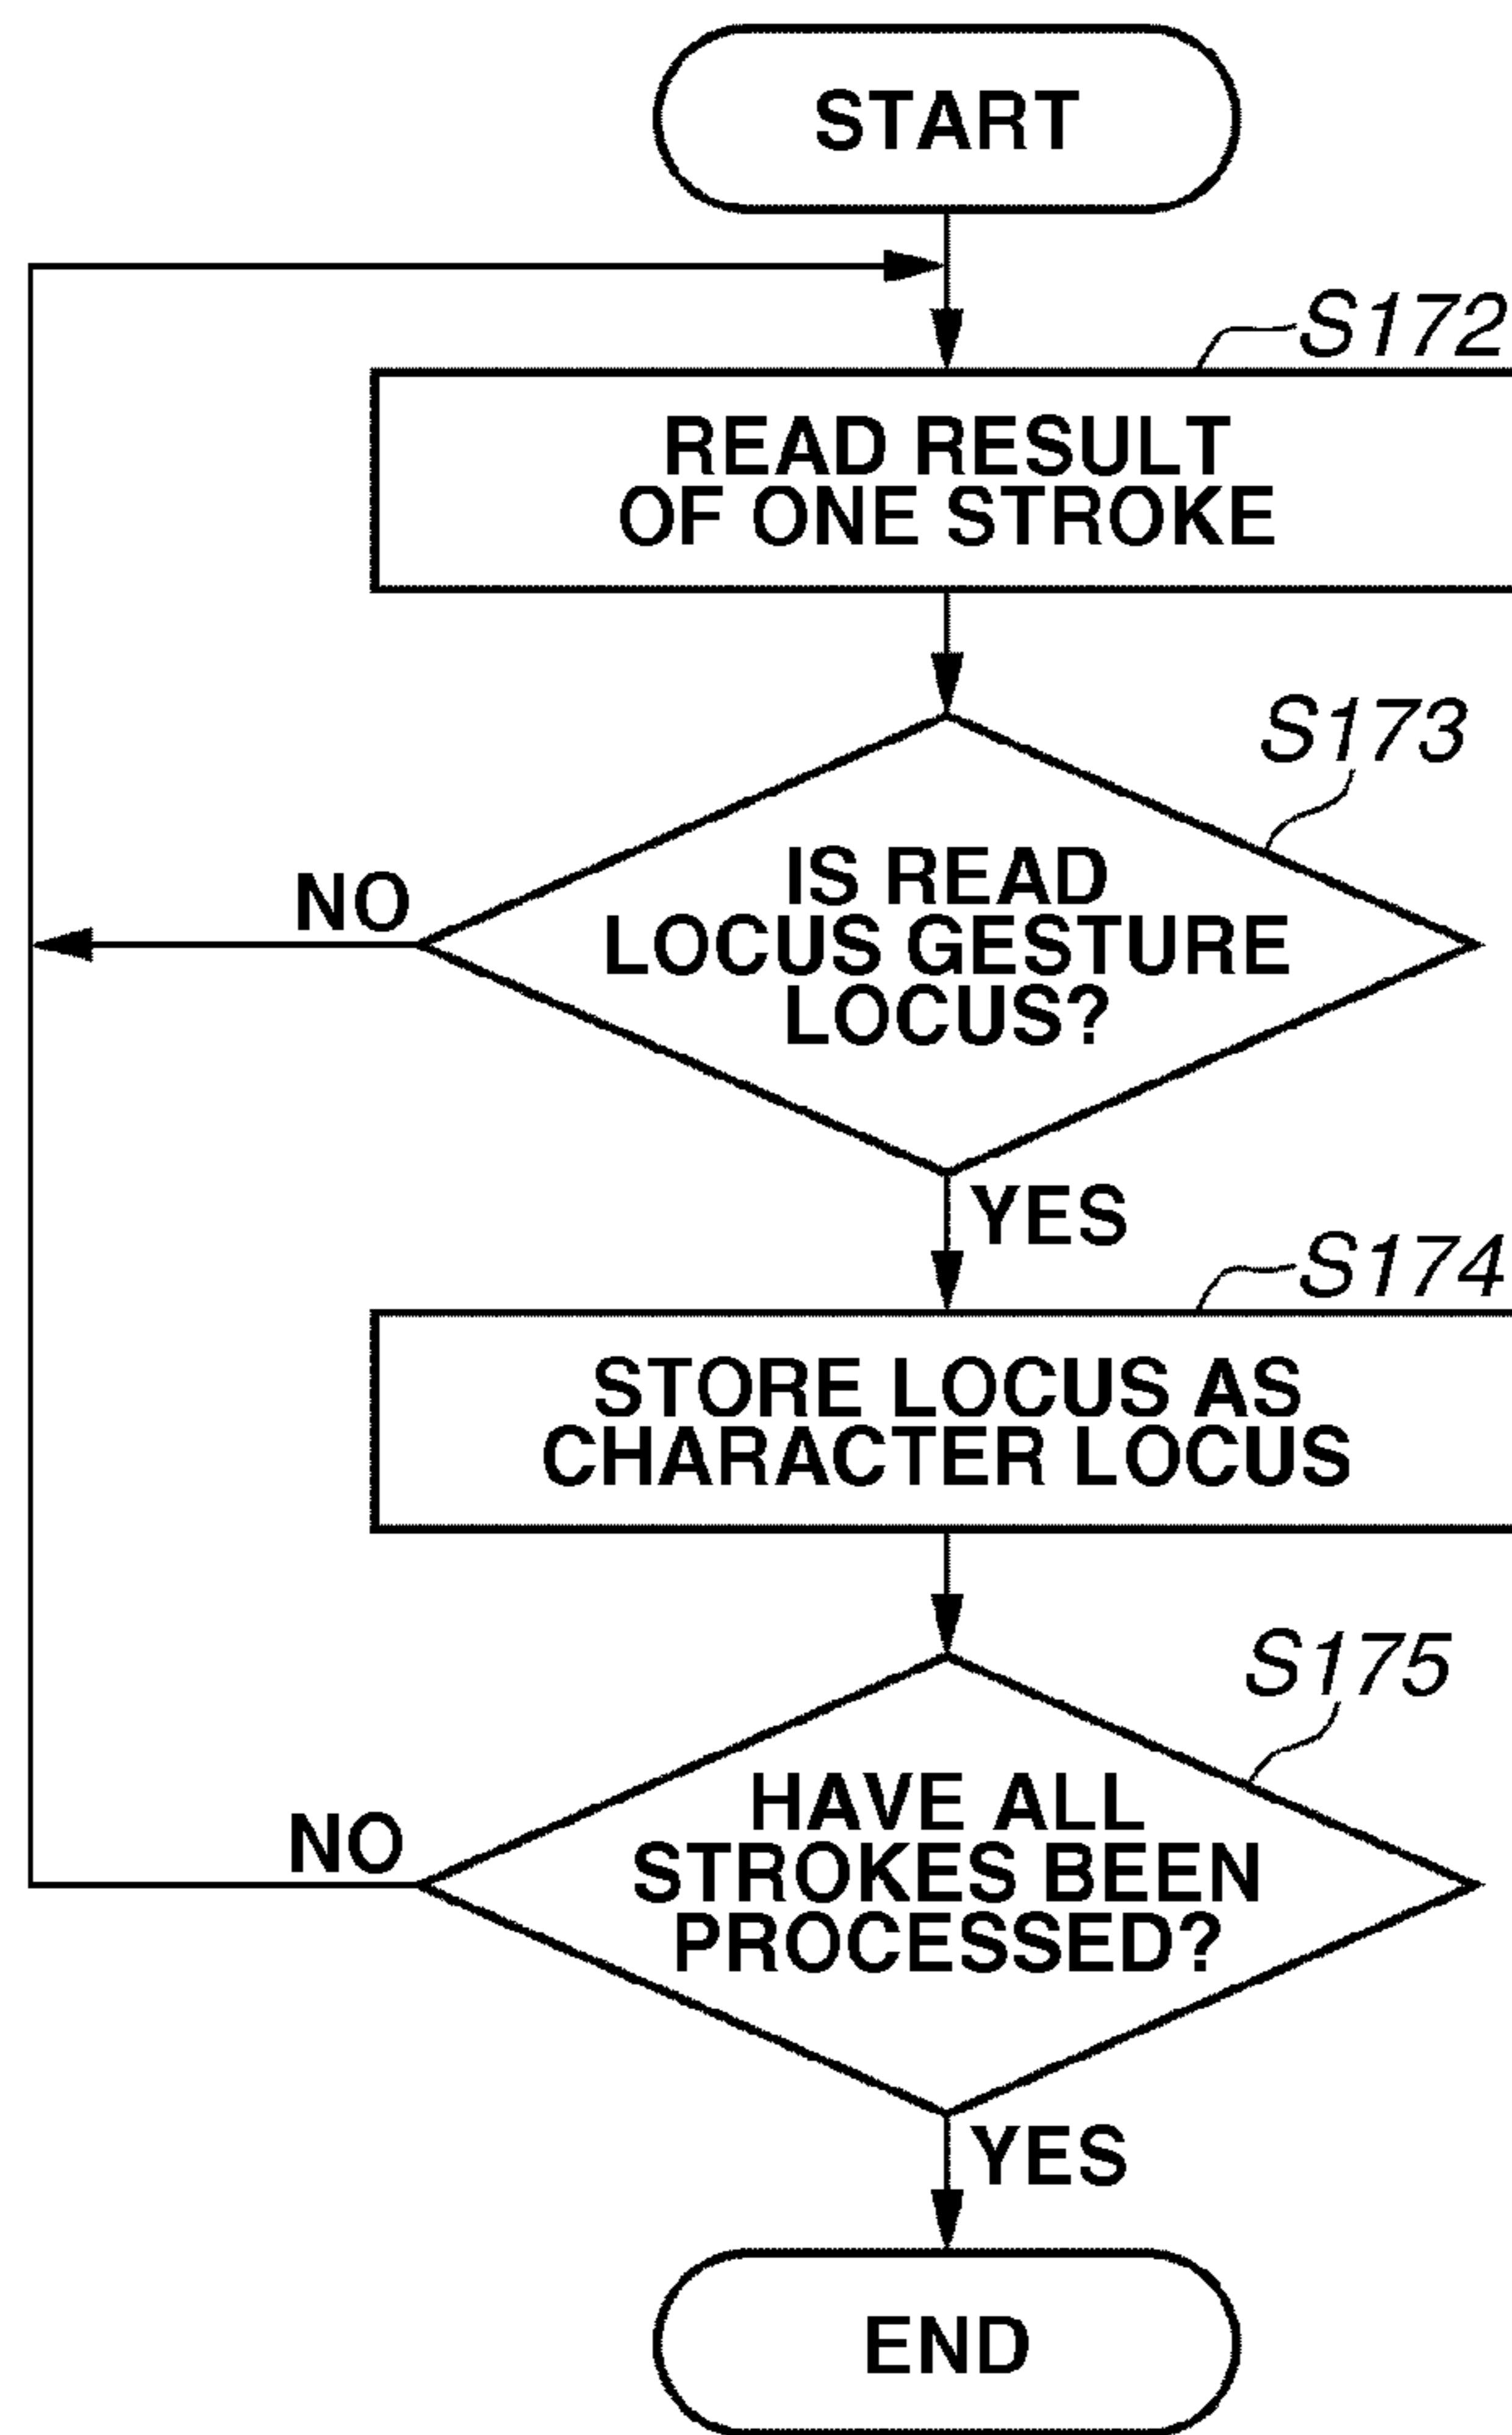 START
S172
READ RESULT
OF ONE STROKE
S173
IS READ
LOCUS GESTURE
LOCUS?
NO
YES
S174
STORE LOCUS AS
CHARACTER LOCUS
S175
HAVE ALL
STROKES BEEN
PROCESSED?
NO
YES
END